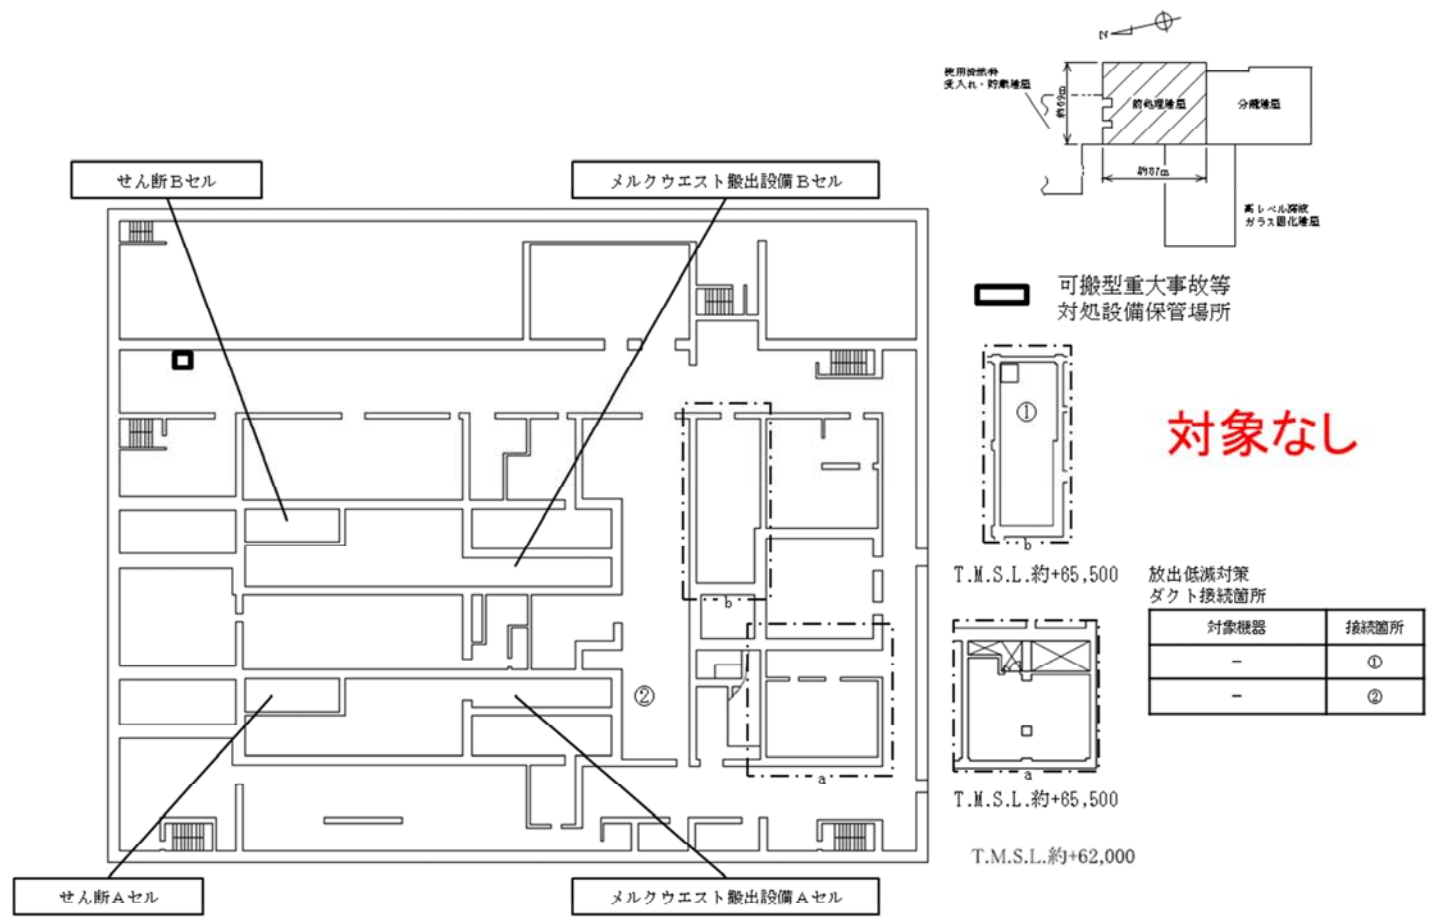 N
使用済燃料
受入れ・貯蔵建屋
約69m
前処理建屋
分離建屋
約87m
高レベル廃液
ガラス固化建屋
せん断Bセル
メルクウエスト搬出設備Bセル
可搬型重大事故等
対処設備保管場所
①
対象なし
b
T.M.S.L.約+65,500
放出低減対策
ダクト接続箇所
対象機器 接続箇所
－ ①
－ ②
b
②
a
a
T.M.S.L.約+65,500
T.M.S.L.約+62,000
せん断Aセル
メルクウエスト搬出設備Aセル